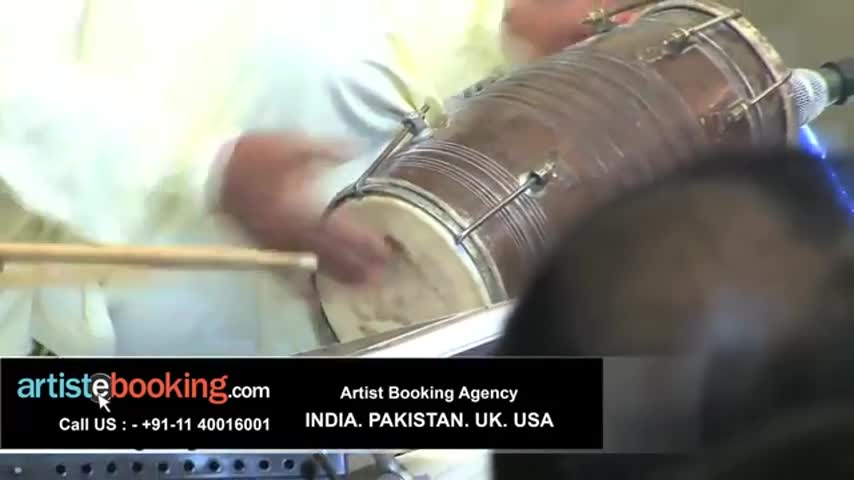 artistebooking.com
Call US : - +91-11 40016001
Artist Booking Agency
INDIA. PAKISTAN. UK. USA